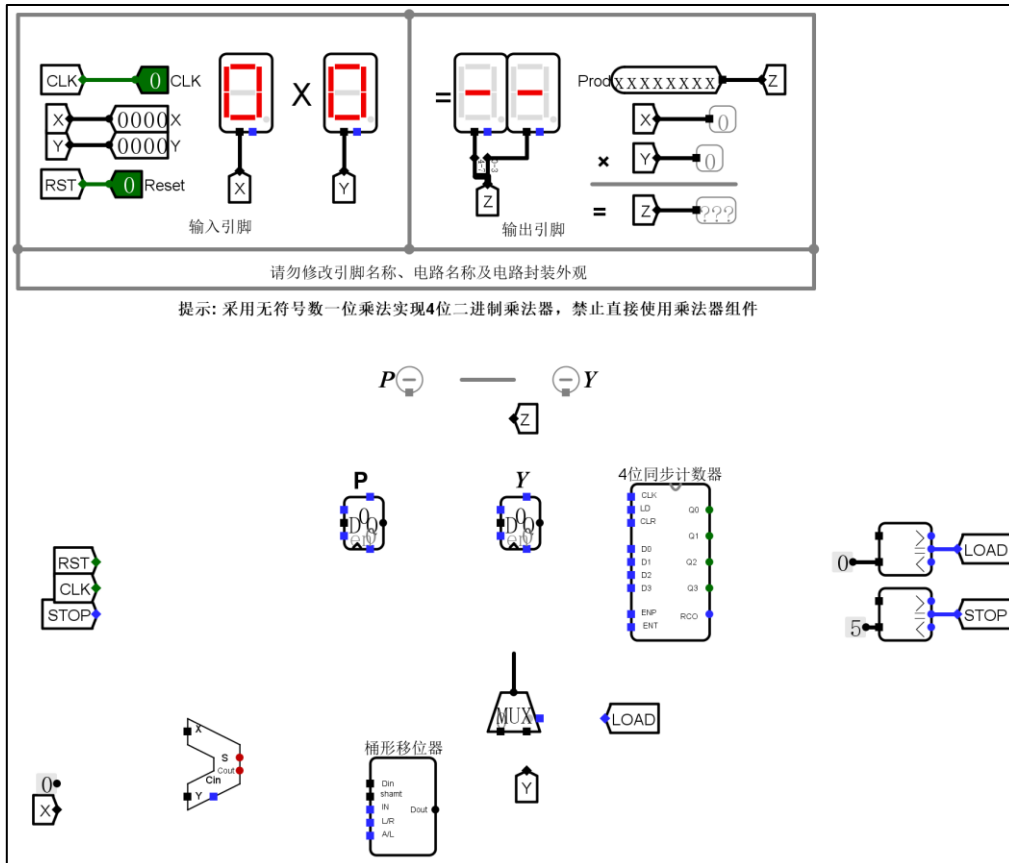 CLK 0 CLK
X 0000 X
Y 0000 Y
RST 0 Reset
X
X
Y
输入引脚
=
Z
输出引脚
Prod XXXXXXXX Z
X 0
× Y 0
= Z ???
请勿修改引脚名称、电路名称及电路封装外观
提示: 采用无符号数一位乘法实现4位二进制乘法器，禁止直接使用乘法器组件
P − — − Y
Z
P
D Q
en
0
Y
D Q
en
0
4位同步计数器
CLK
LD Q0
CLR
Q1
D0
D1 Q2
D2
D3 Q3
ENP RCO
ENT
0 > = < LOAD
5 > = < STOP
RST
CLK
STOP
MUX
LOAD
Y
X
S
Cout
Cin
Y
0
X
桶形移位器
Din
shamt
IN Dout
L/R
A/L